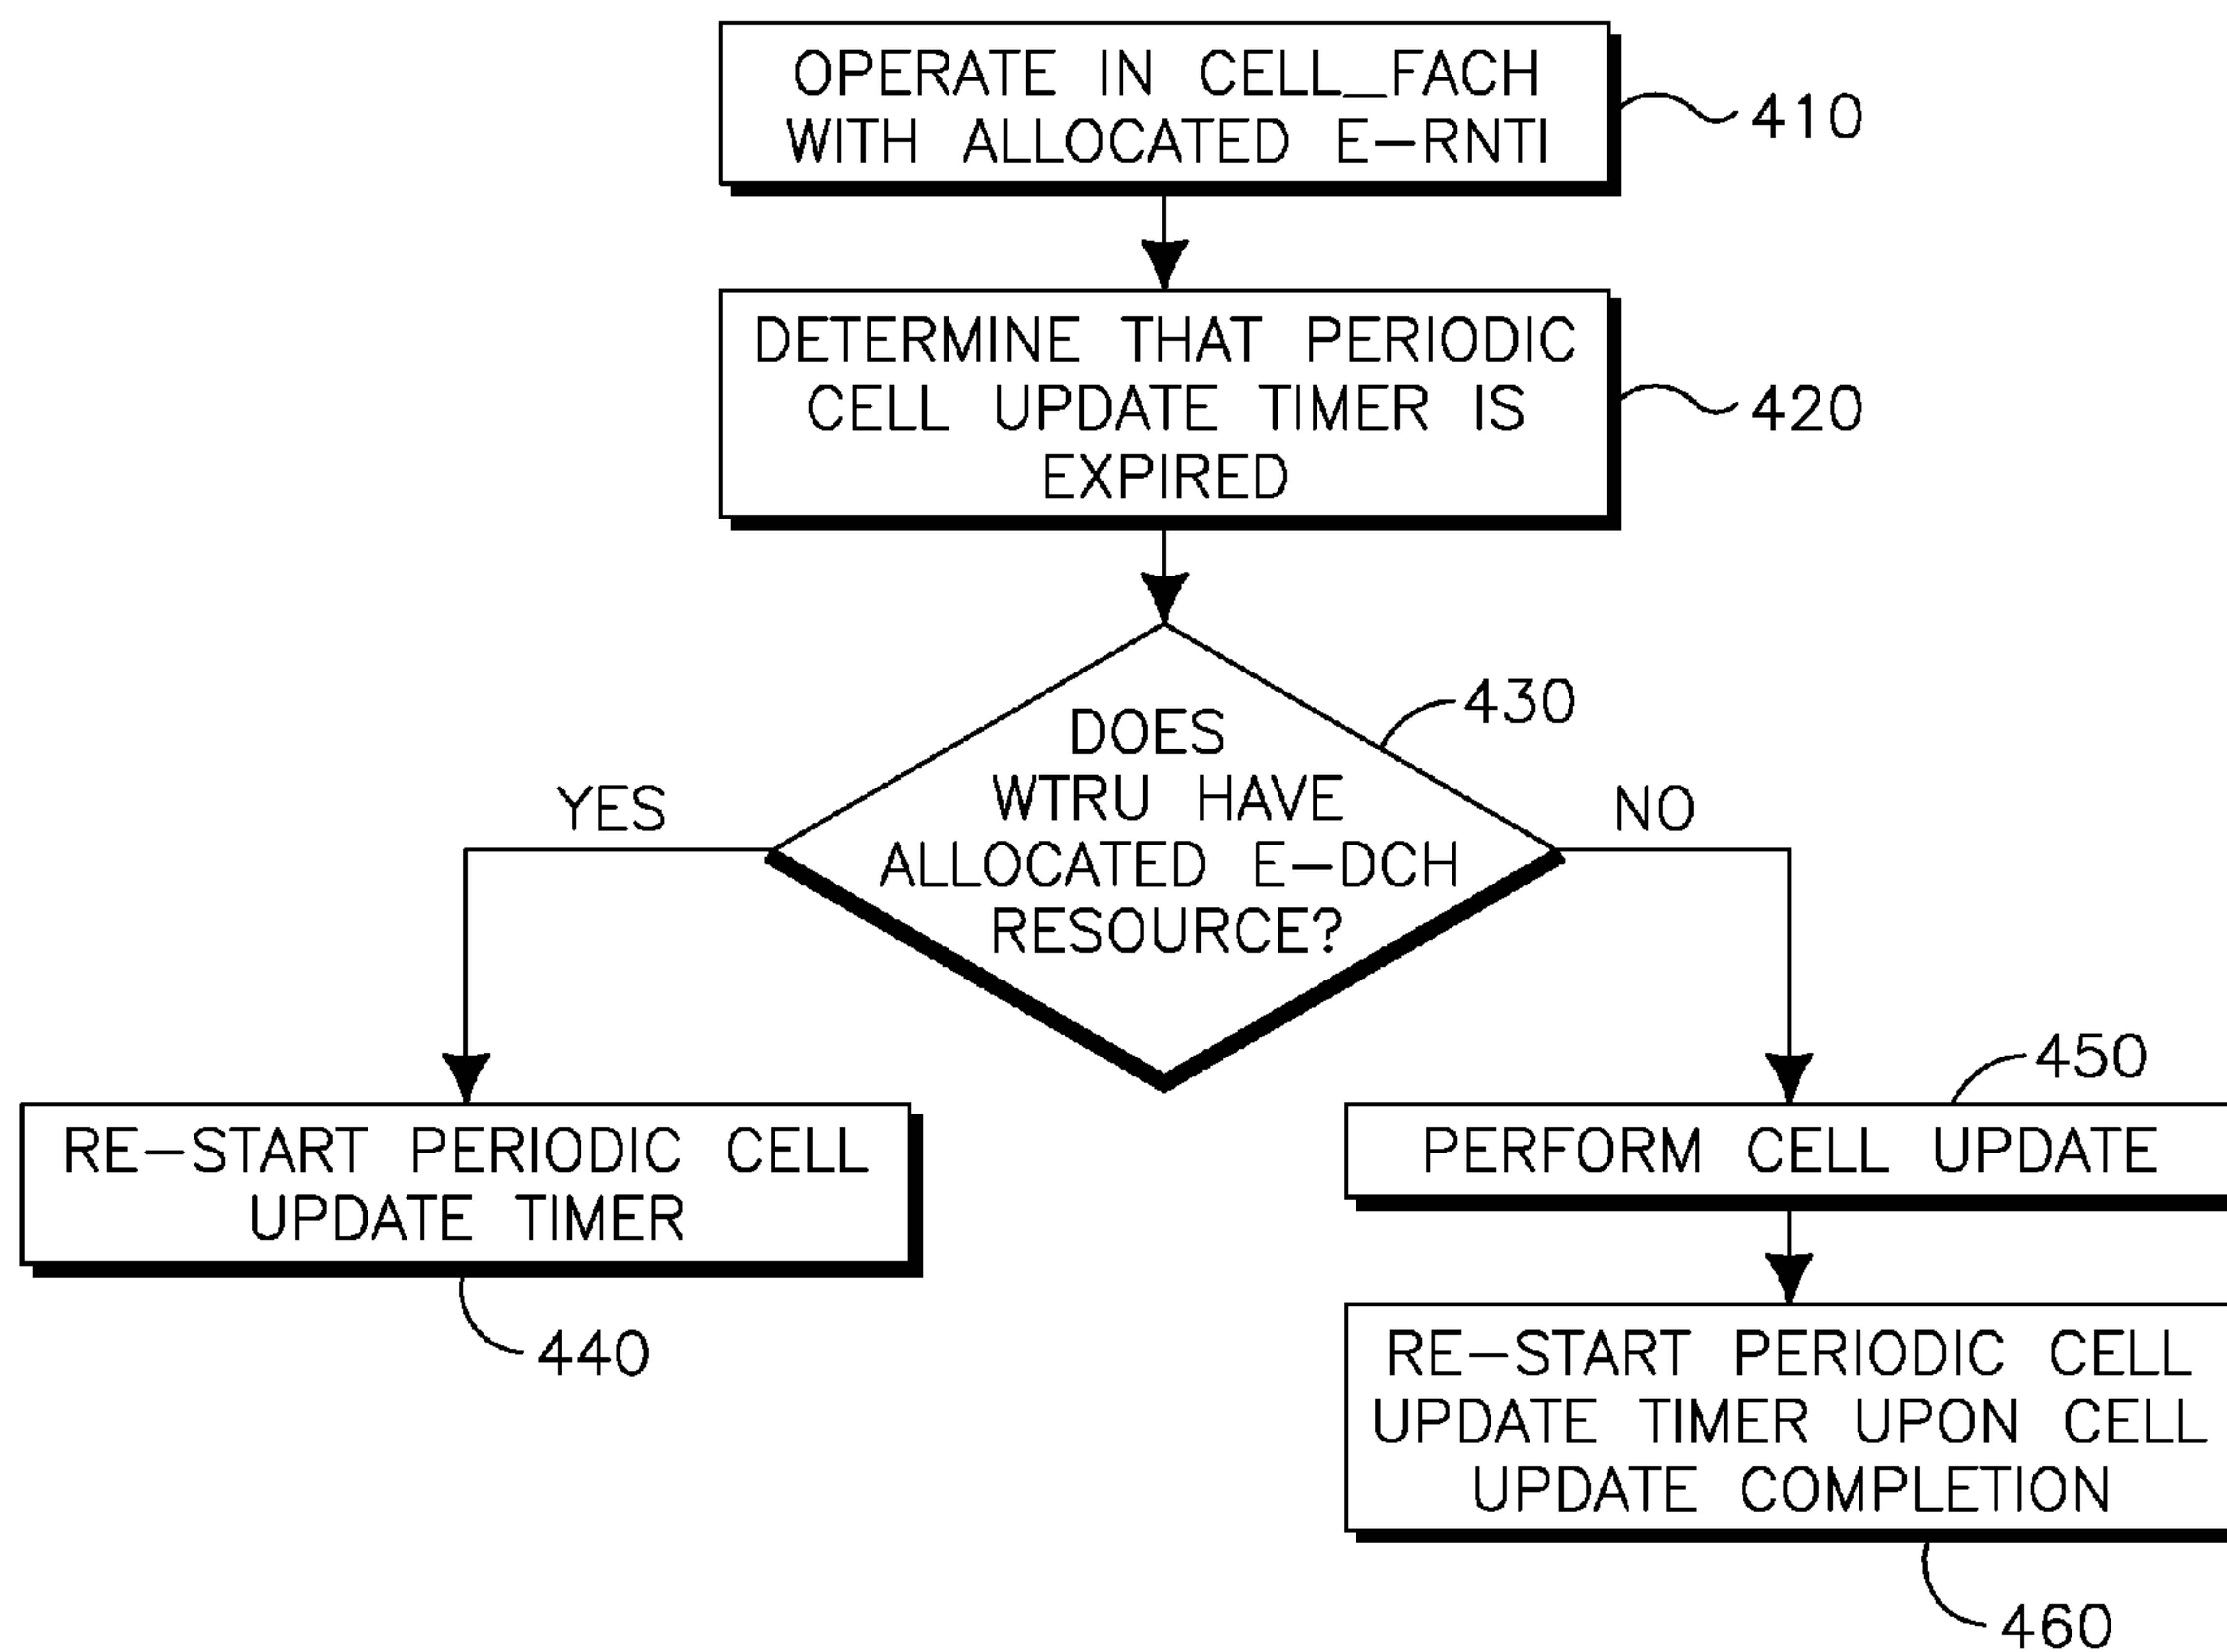 OPERATE IN CELL_FACH
WITH ALLOCATED E-RNTI
410
DETERMINE THAT PERIODIC
CELL UPDATE TIMER IS
EXPIRED
420
DOES
WTRU HAVE
ALLOCATED E-DCH
RESOURCE?
430
YES
NO
RE-START PERIODIC CELL
UPDATE TIMER
440
450
PERFORM CELL UPDATE
RE-START PERIODIC CELL
UPDATE TIMER UPON CELL
UPDATE COMPLETION
460